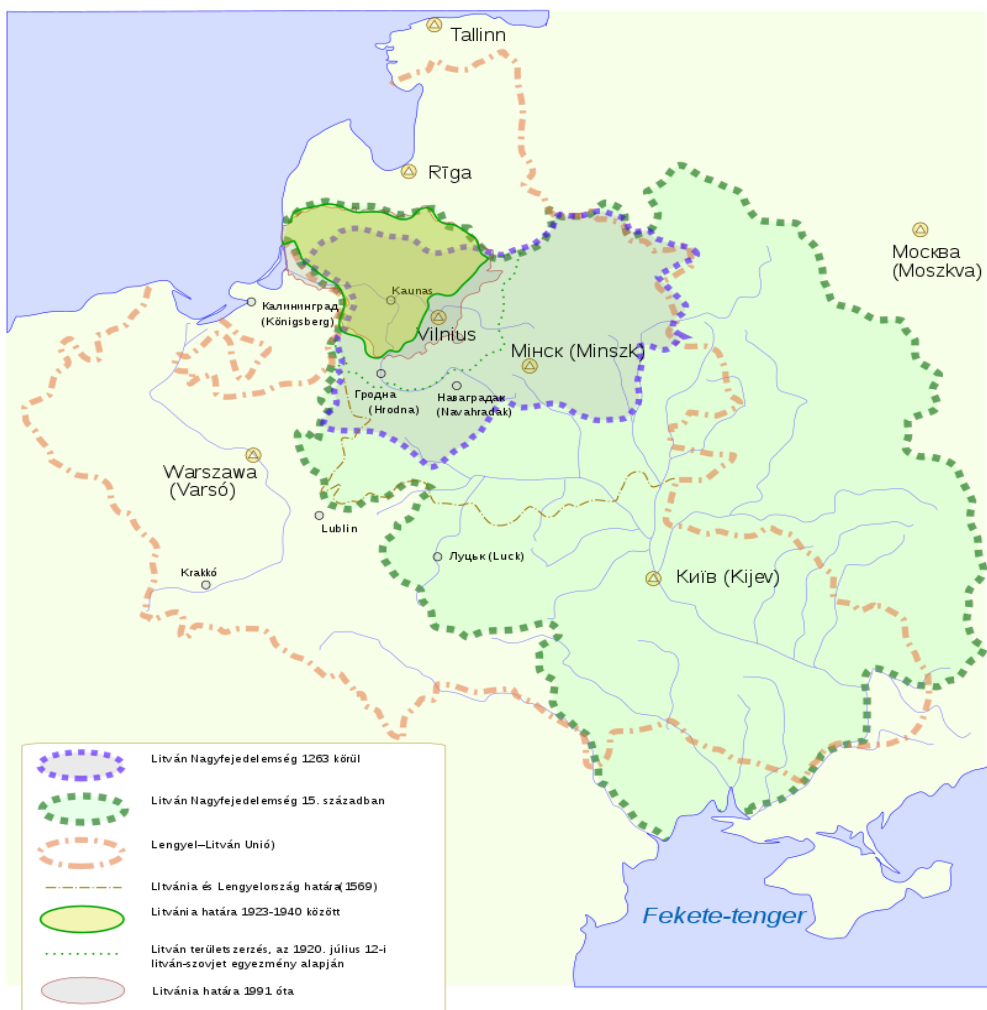 Tallinn
Rīga
Москва
(Moszkva)
Kaunas
Калининград
(Königsberg)
Vilnius
Мінск (Minszk)
Гродна
(Hrodna)
Наваградак
(Navahradak)
Warszawa
(Varsó)
Lublin
Луцьк (Luck)
Krakkó
Київ (Kijev)
Litván Nagyfejedelemség 1263 körül
Litván Nagyfejedelemség 15. században
Lengyel–Litván Unió)
LItvánia és Lengyelország határa(1569)
Litvánia határa 1923-1940 között
Litván területszerzés, az 1920. július 12-i
litván-szovjet egyezmény alapján
Litvánia határa 1991 óta
Fekete-tenger